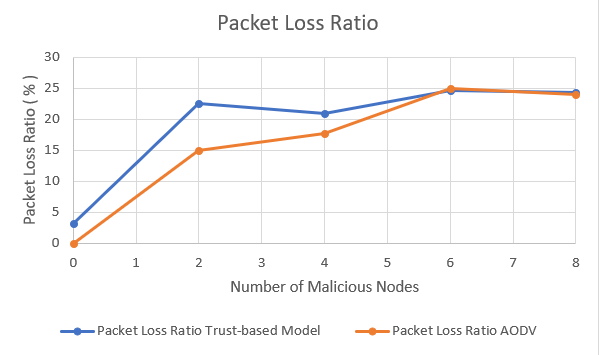 Packet Loss Ratio
30
25
20
15
10
5
0
Packet Loss Ratio ( % )
0 1 2 3 4 5 6 7 8
Number of Malicious Nodes
Packet Loss Ratio Trust-based Model Packet Loss Ratio AODV